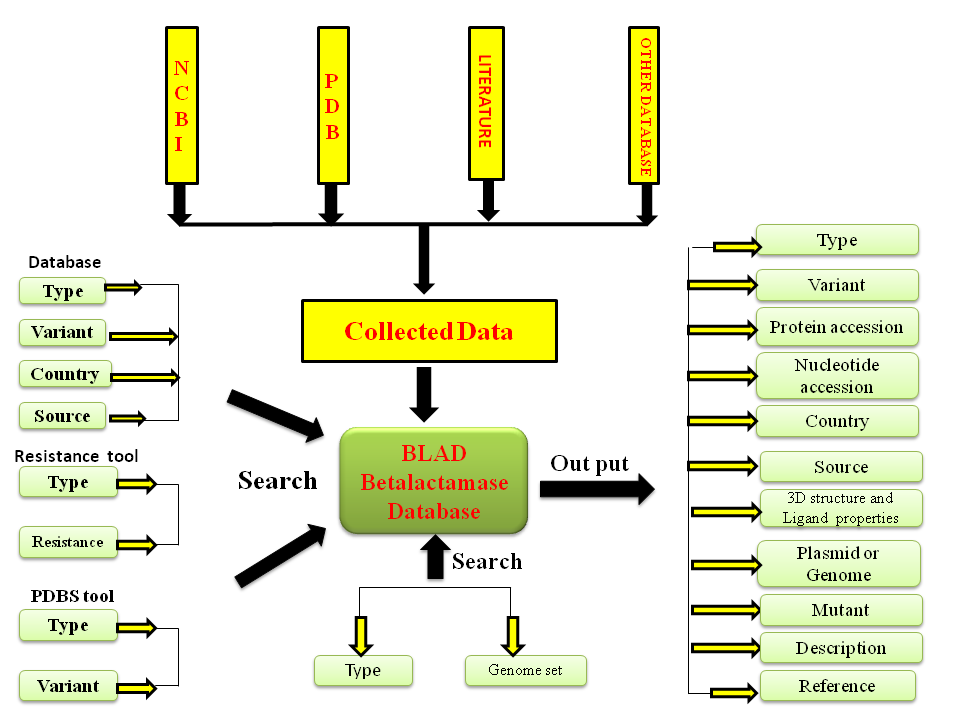 N
C
B
I
P
D
B
LITERATURE
OTHER DATABASE
Collected Data
Database
Type
Variant
Country
Source
Resistance tool
Type
Resistance
PDBS tool
Type
Variant
Search
BLAD
Betalactamase
Database
Out put
Search
Type
Genome set
Type
Variant
Protein accession
Nucleotide
accession
Country
Source
3D structure and
Ligand properties
Plasmid or
Genome
Mutant
Description
Reference